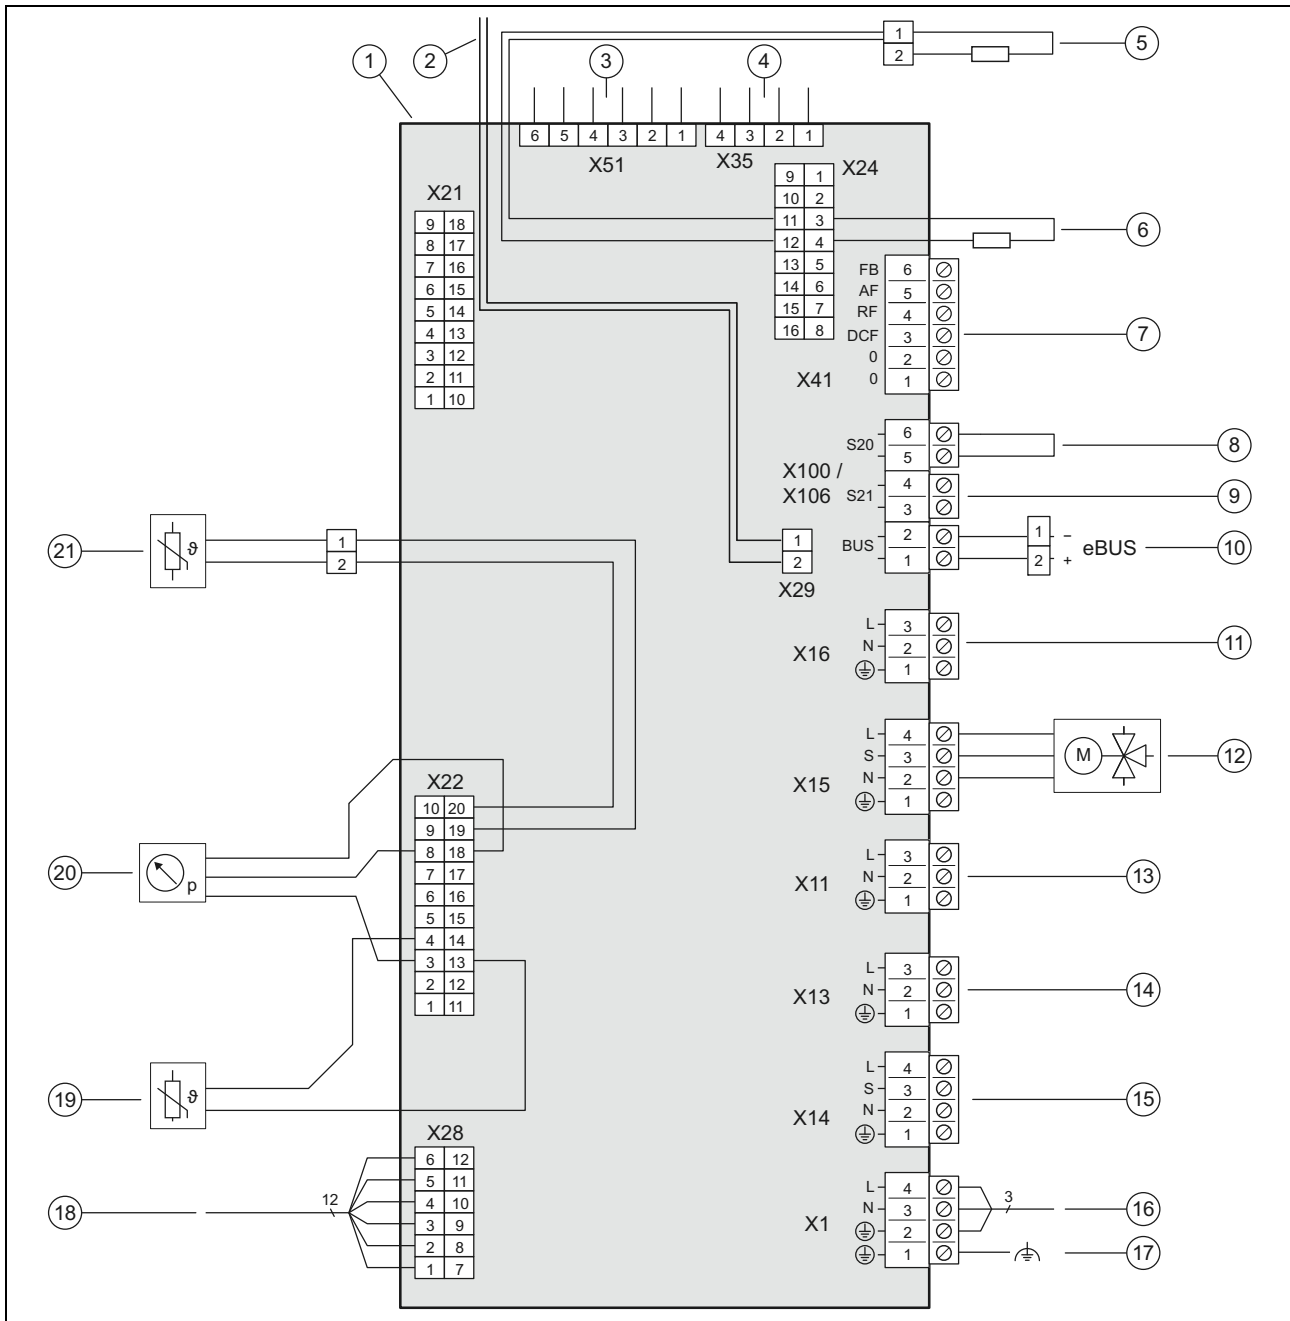 1
2
5
1
2
3
4
6 5 4 3 2 1
4 3 2 1
X51
X35
X24
9 1
10 2
11 3
12 4
13 5
14 6
15 7
16 8
6
X21
9 18
8 17
7 16
6 15
5 14
4 13
3 12
2 11
1 10
FB 6
AF 5
RF 4
DCF 3
0 2
0 1
X41
7
X100 /
X106
S20
6
5
8
S21
4
3
9
BUS
2
1
1 –
2 +
eBUS
10
1
2
X29
21
ϑ
1
2
X16
L 3
N 2
1
11
X15
L 4
S 3
N 2
1
M
12
X22
10 20
9 19
8 18
7 17
6 16
5 15
4 14
3 13
2 12
1 11
20
p
X11
L 3
N 2
1
13
X13
L 3
N 2
1
14
19
ϑ
X14
L 4
S 3
N 2
1
15
X28
6 12
5 11
4 10
3 9
2 8
1 7
18
12
X1
L 4
N 3
2
1
3
16
17